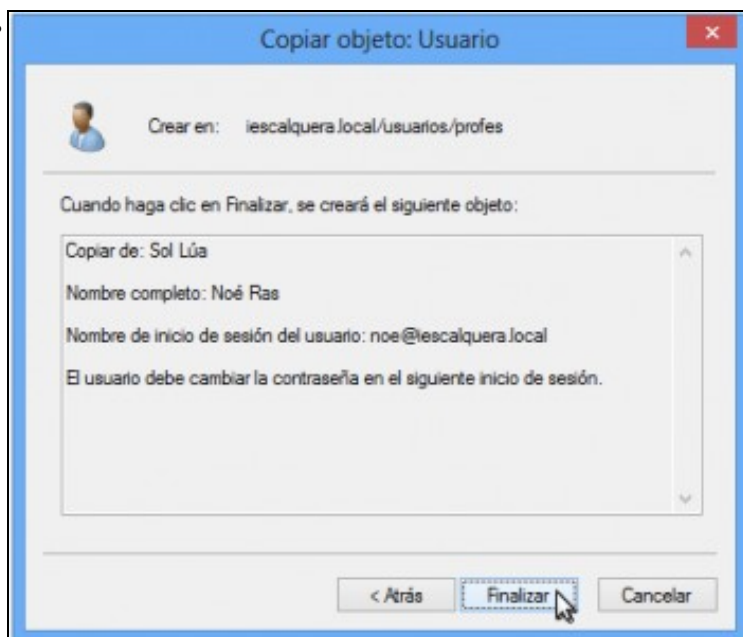 Copiar objeto: Usuario
Crear en: iescalquera.local/usuarios/profes
Cuando haga clic en Finalizar, se creará el siguiente objeto:
Copiar de: Sol Lúa
Nombre completo: Noé Ras
Nombre de inicio de sesión del usuario: noe@iescalquera.local
El usuario debe cambiar la contraseña en el siguiente inicio de sesión.
< Atrás Finalizar Cancelar